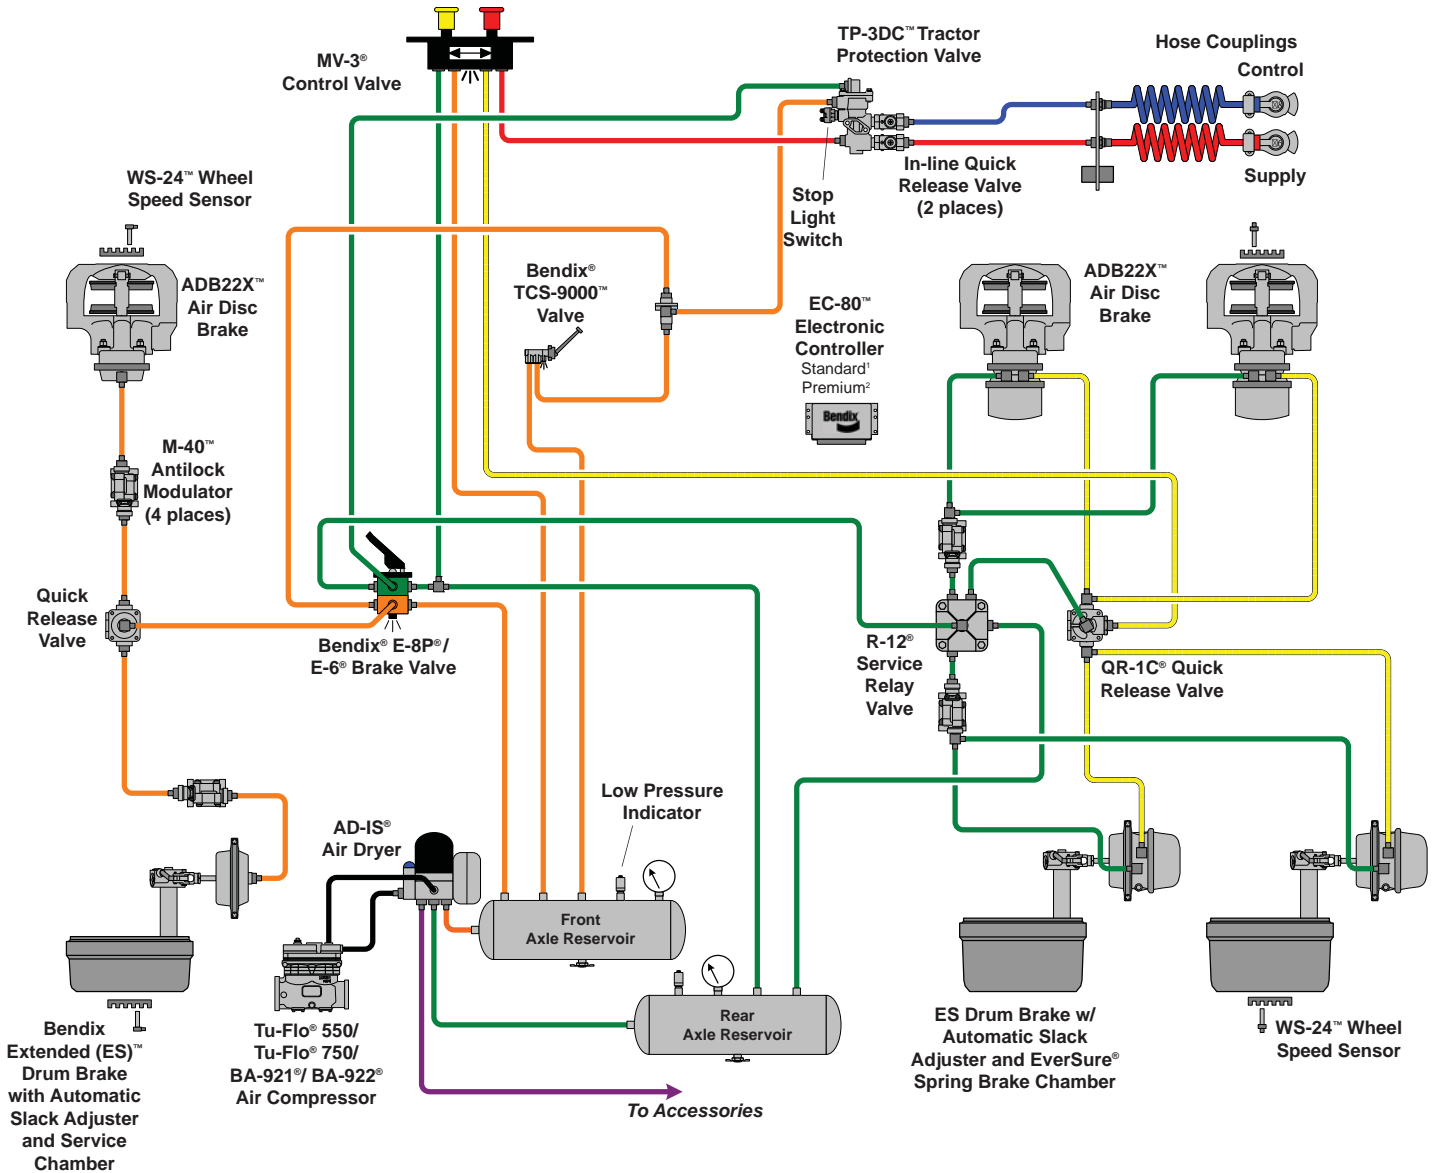 MV-3®
Control Valve
TP-3DC™ Tractor
Protection Valve
Hose Couplings
Control
Supply
In-line Quick
Release Valve
(2 places)
Stop
Light
Switch
WS-24™ Wheel
Speed Sensor
ADB22X™
Air Disc
Brake
Bendix®
TCS-9000™
Valve
EC-80™
Electronic
Controller
Standard¹
Premium²
Bendix
ADB22X™
Air Disc
Brake
M-40™
Antilock
Modulator
(4 places)
Quick
Release
Valve
Bendix® E-8P®/
E-6® Brake Valve
R-12®
Service
Relay
Valve
QR-1C® Quick
Release Valve
Low Pressure
Indicator
AD-IS®
Air Dryer
Front
Axle Reservoir
Rear
Axle Reservoir
Tu-Flo® 550/
Tu-Flo® 750/
BA-921®/ BA-922®
Air Compressor
To Accessories
Bendix
Extended (ES)™
Drum Brake
with Automatic
Slack Adjuster
and Service
Chamber
ES Drum Brake w/
Automatic Slack
Adjuster and EverSure®
Spring Brake Chamber
WS-24™ Wheel
Speed Sensor